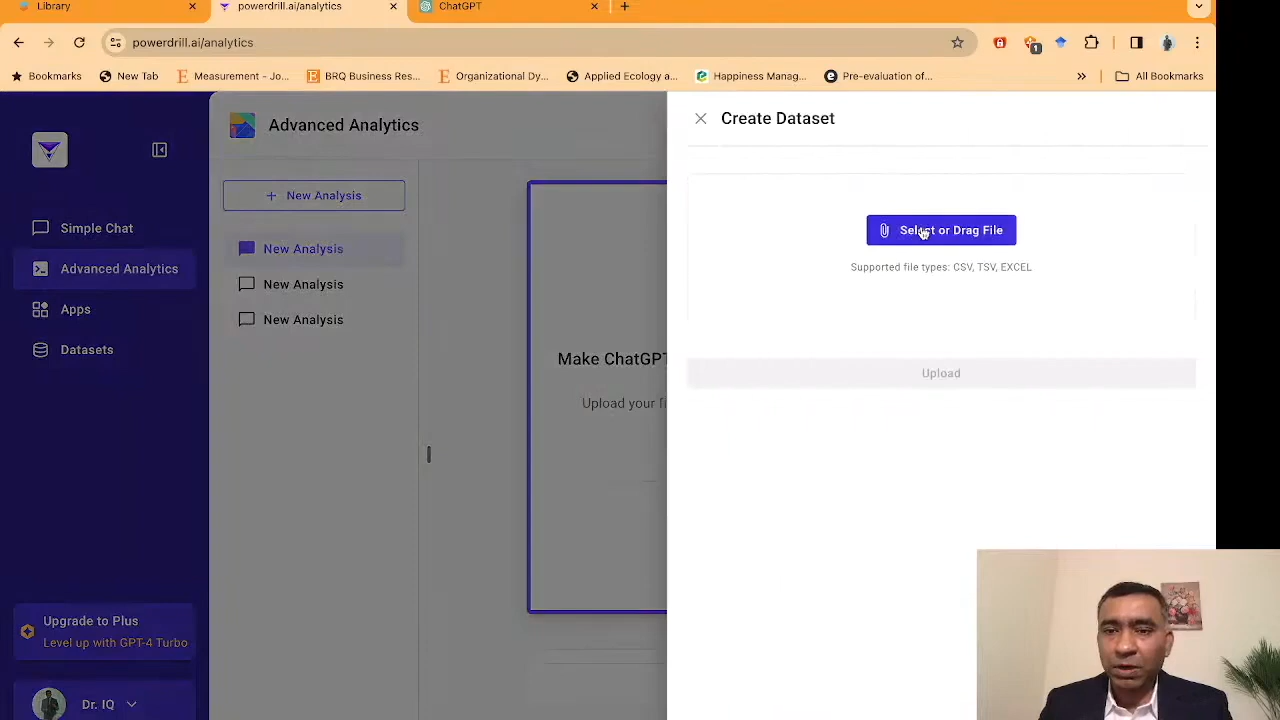 Library
powerdrill.ai/analytics
ChatGPT
powerdrill.ai/analytics
1
Bookmarks
New Tab
Measurement - Jo...
BRQ Business Res...
Organizational Dy...
Applied Ecology a...
Happiness Manag...
Pre-evaluation of...
All Bookmarks
Simple Chat
Advanced Analytics
Apps
Datasets
Upgrade to Plus
Level up with GPT-4 Turbo
Dr. IQ
Advanced Analytics
+ New Analysis
New Analysis
New Analysis
New Analysis
Make ChatGPT
Upload your
Create Dataset
Select or Drag File
Supported file types: CSV, TSV, EXCEL
Upload